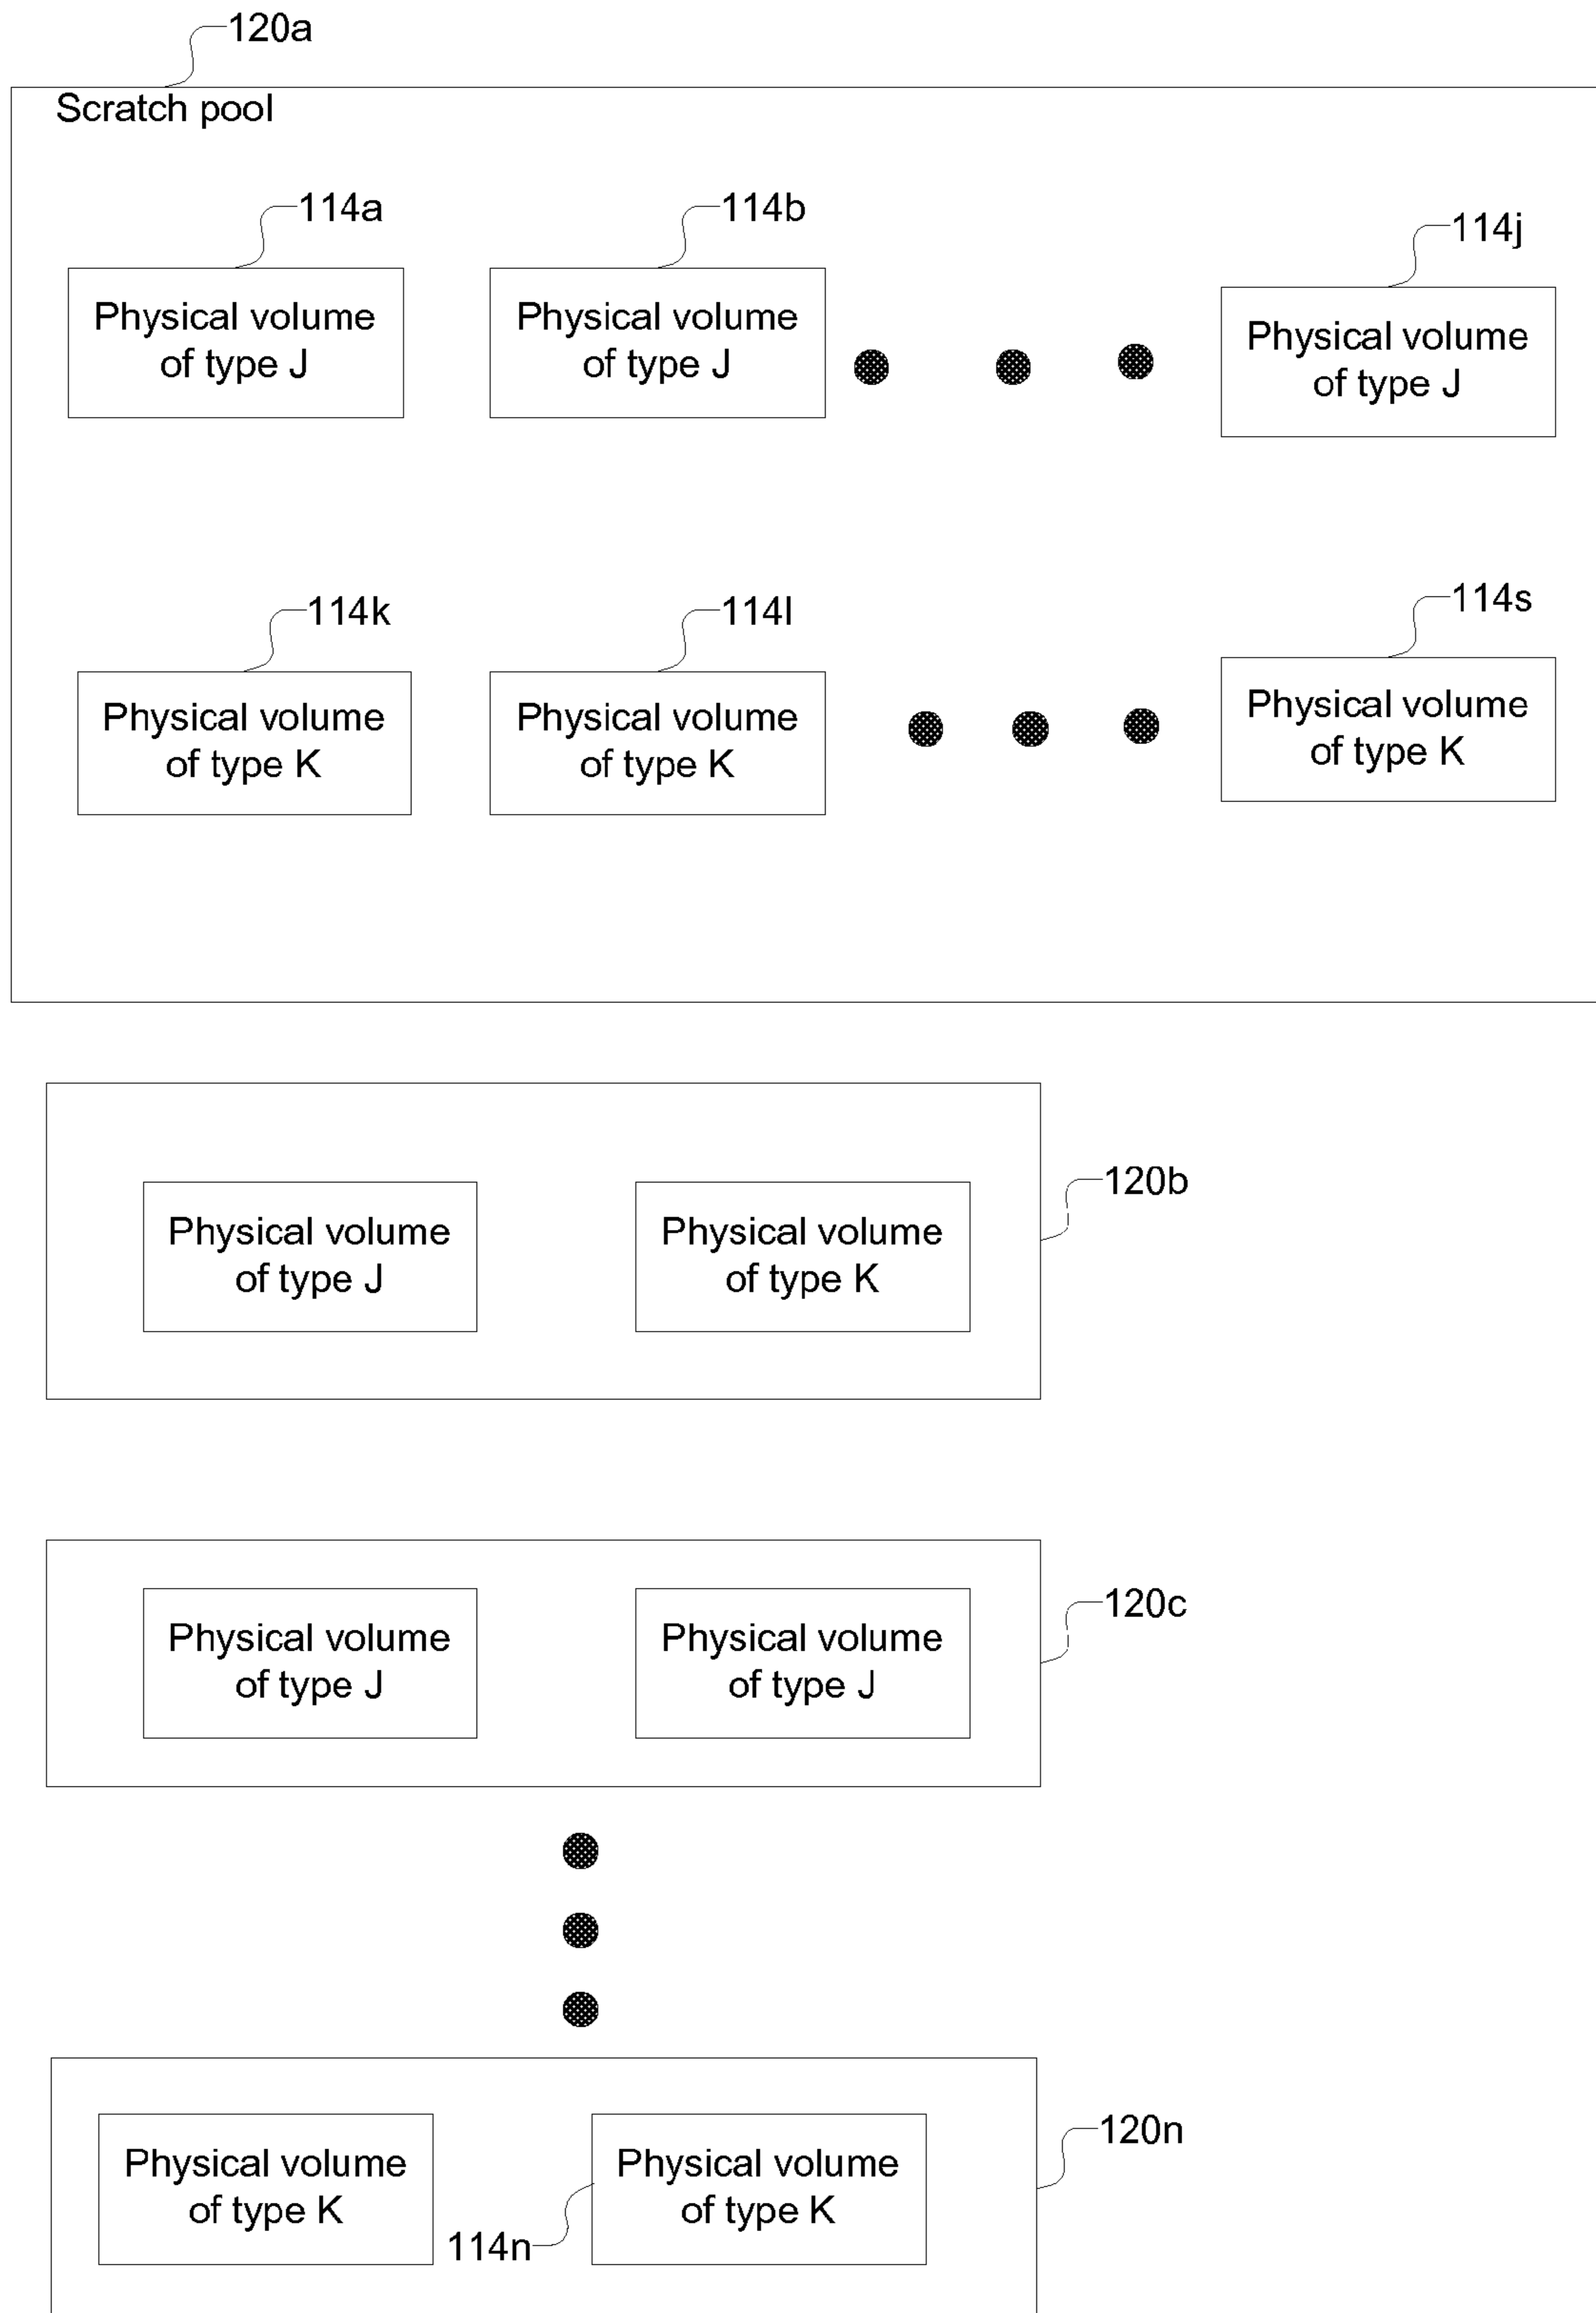 120a
Scratch pool
114a
114b
114j
Physical volume
of type J
Physical volume
of type J
Physical volume
of type J
114k
114l
114s
Physical volume
of type K
Physical volume
of type K
Physical volume
of type K
120b
Physical volume
of type J
Physical volume
of type K
120c
Physical volume
of type J
Physical volume
of type J
120n
Physical volume
of type K
Physical volume
of type K
114n